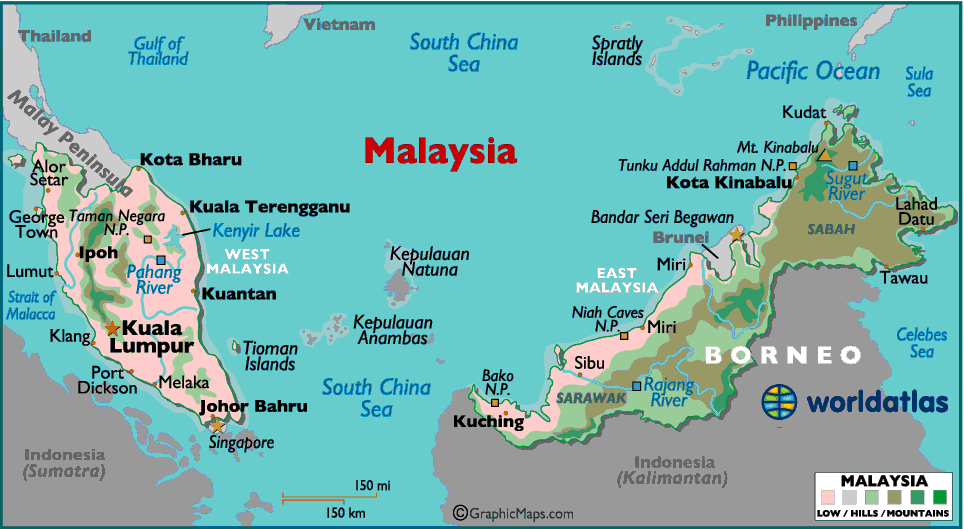 Thailand
Gulf of
Thailand
Vietnam
South China
Sea
Spratly
Islands
Philippines
Pacific Ocean
Sula
Sea
Malay Peninsula
Malaysia
Kudat
Mt. Kinabalu
Tunku Addul Rahman N.P.
Kota Kinabalu
Sugut
River
Lahad
Datu
SABAH
Tawau
Alor
Setar
Kota Bharu
George
Town
Taman Negara
N.P.
Kuala Terengganu
Kenyir Lake
Ipoh
WEST
MALAYSIA
Pahang
River
Lumut
Kuantan
Strait of
Malacca
Klang
Kuala
Lumpur
Port
Dickson
Melaka
Tioman
Islands
Johor Bahru
Singapore
Kepulauan
Natuna
Kepulauan
Anambas
South China
Sea
Bandar Seri Begawan
Brunei
Miri
EAST
MALAYSIA
Niah Caves
N.P.
Miri
Sibu
BORNEO
Celebes
Sea
Bako
N.P.
Kuching
SARAWAK
Rajang
River
worldatlas
Indonesia
(Sumatra)
Indonesia
(Kalimantan)
150 mi
150 km
©GraphicMaps.com
MALAYSIA
LOW / HILLS / MOUNTAINS